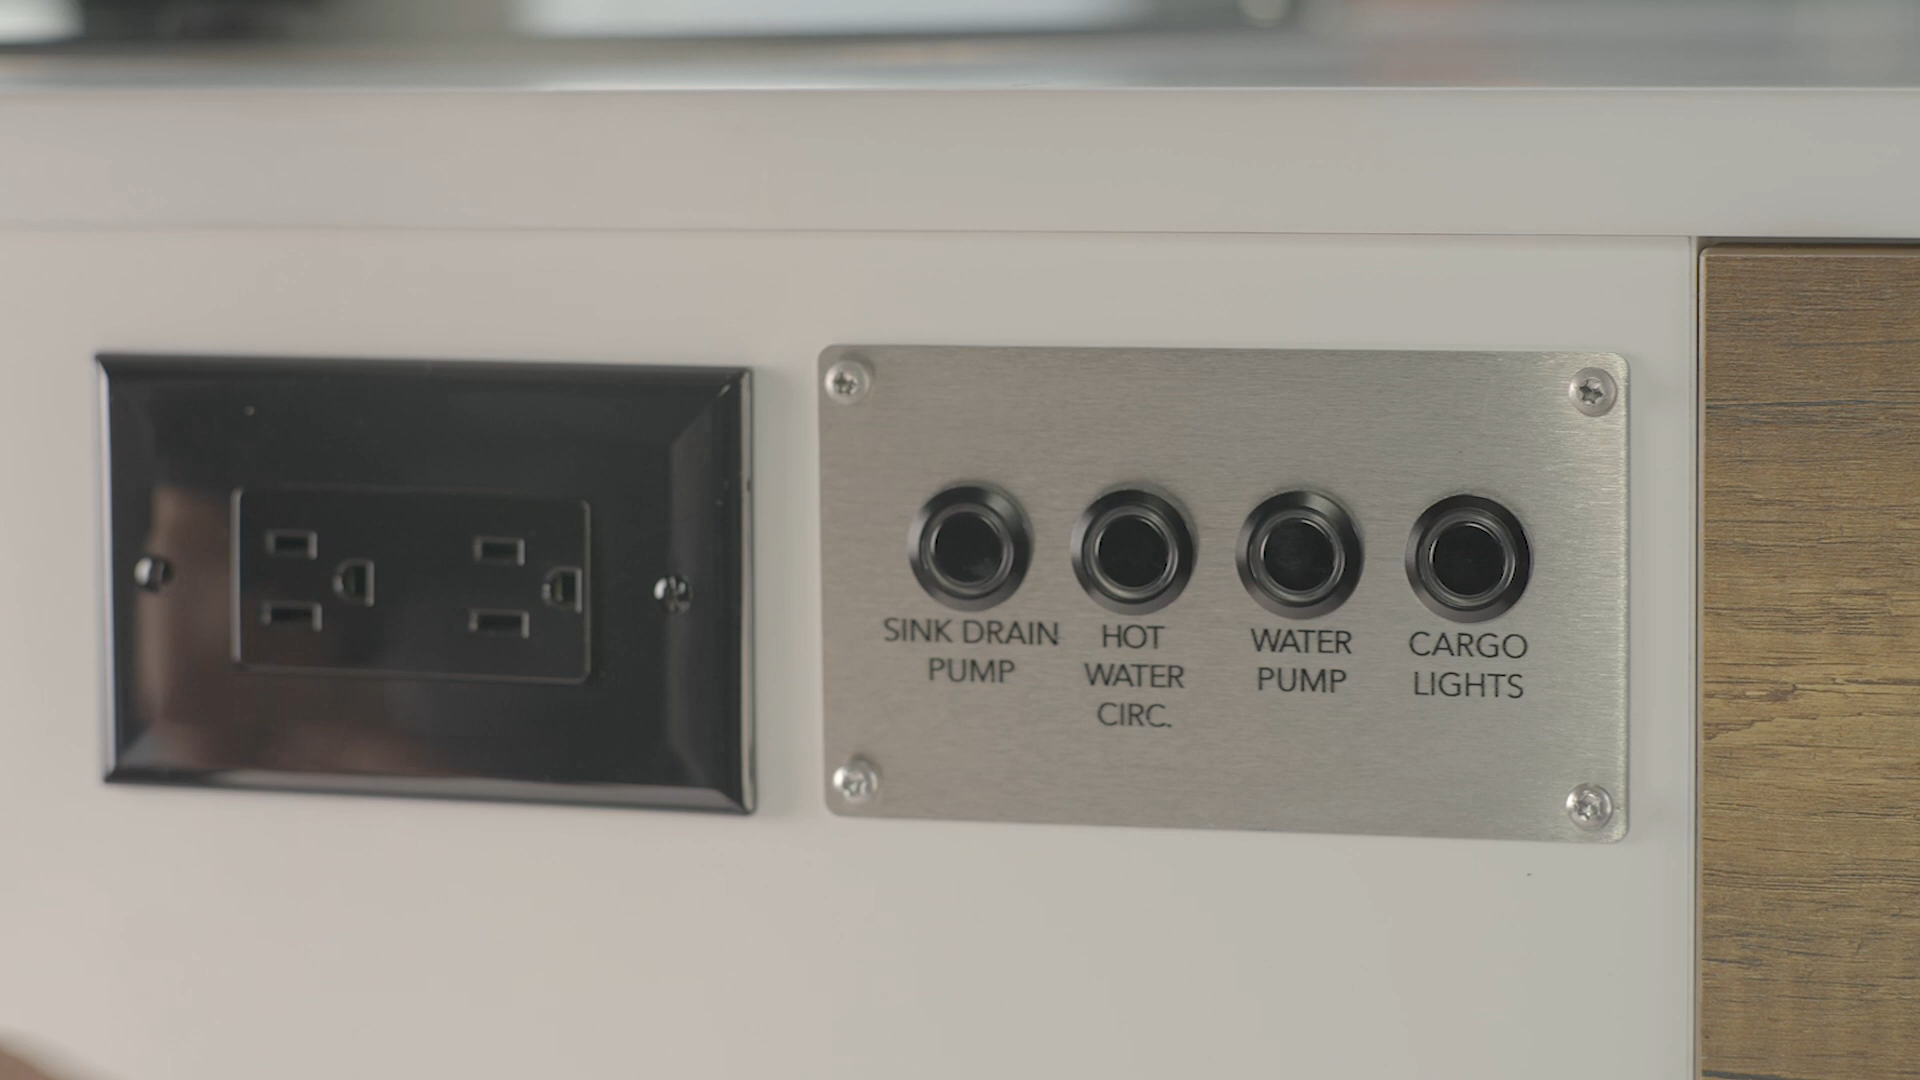 SINK DRAIN
PUMP
HOT
WATER
CIRC.
WATER
PUMP
CARGO
LIGHTS